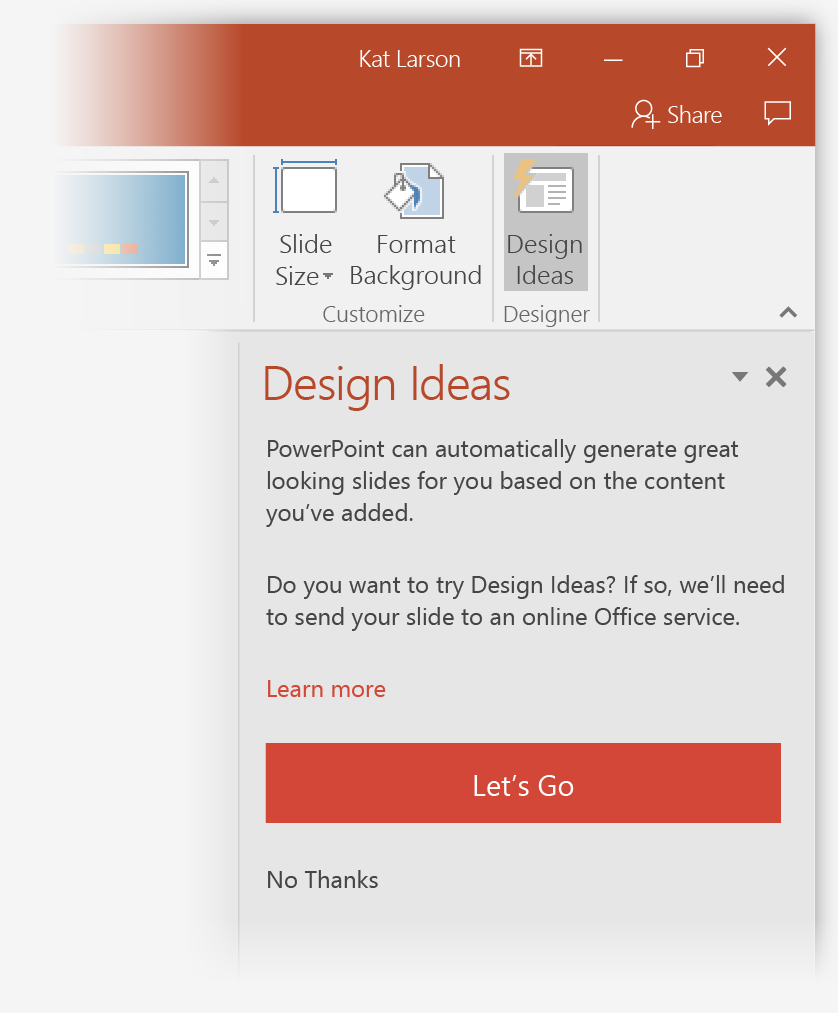 Kat Larson
Share
Slide
Size
Format
Background
Design
Ideas
Customize
Designer
Design Ideas
PowerPoint can automatically generate great
looking slides for you based on the content
you’ve added.
Do you want to try Design Ideas? If so, we’ll need
to send your slide to an online Office service.
Learn more
Let’s Go
No Thanks